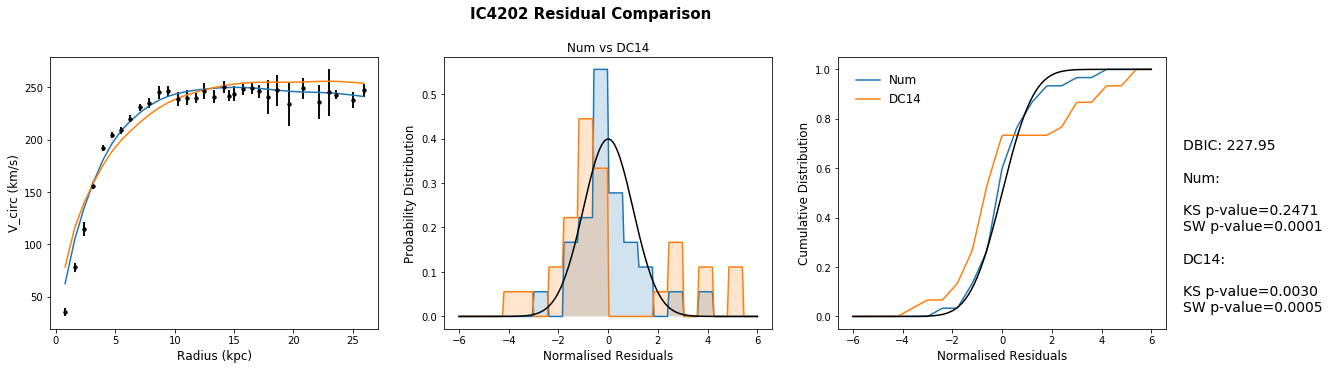 IC4202 Residual Comparison
V_circ (km/s)
250
200
150
100
50
0
5
10
15
20
25
Radius (kpc)
Num vs DC14
Probability Distribution
0.5
0.4
0.3
0.2
0.1
0.0
−6
−4
−2
0
2
4
6
Normalised Residuals
Cumulative Distribution
1.0
0.8
0.6
0.4
0.2
0.0
Num
DC14
−6
−4
−2
0
2
4
6
Normalised Residuals
DBIC: 227.95
Num:
KS p-value=0.2471
SW p-value=0.0001
DC14:
KS p-value=0.0030
SW p-value=0.0005